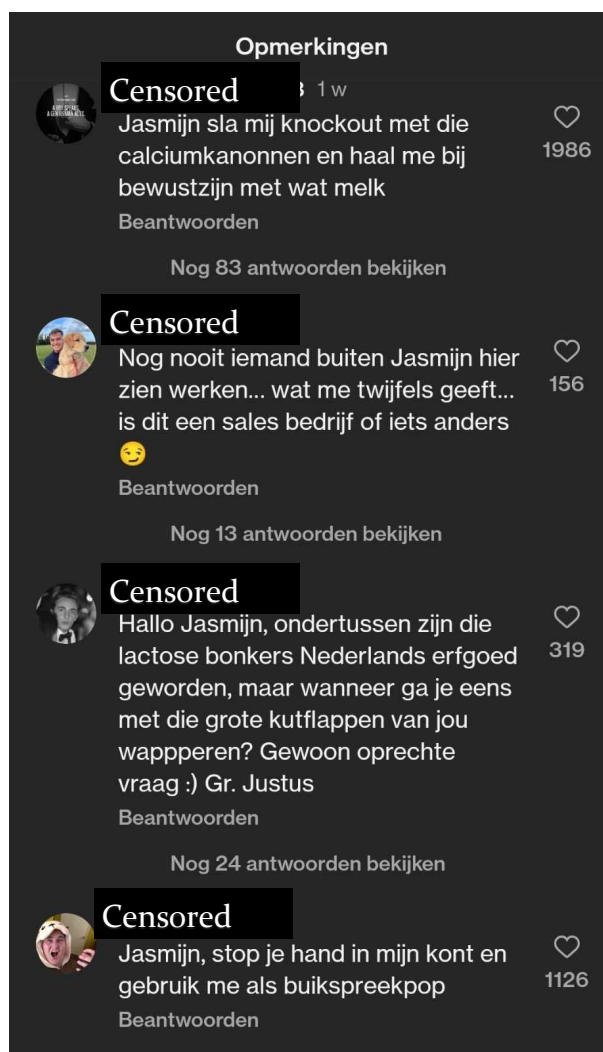 Opmerkingen
Censored
1 w
Jasmijn sla mij knockout met die
calciumkanonnen en haal me bij
bewustzijn met wat melk
1986
Beantwoorden
Nog 83 antwoorden bekijken
Censored
Nog nooit iemand buiten Jasmijn hier
zien werken... wat me twijfels geeft...
is dit een sales bedrijf of iets anders
😏
156
Beantwoorden
Nog 13 antwoorden bekijken
Censored
Hallo Jasmijn, ondertussen zijn die
lactose bonkers Nederlands erfgoed
geworden, maar wanneer ga je eens
met die grote kutflappen van jou
wappperen? Gewoon oprechte
vraag :) Gr. Justus
319
Beantwoorden
Nog 24 antwoorden bekijken
Censored
Jasmijn, stop je hand in mijn kont en
gebruik me als buikspreekpop
1126
Beantwoorden